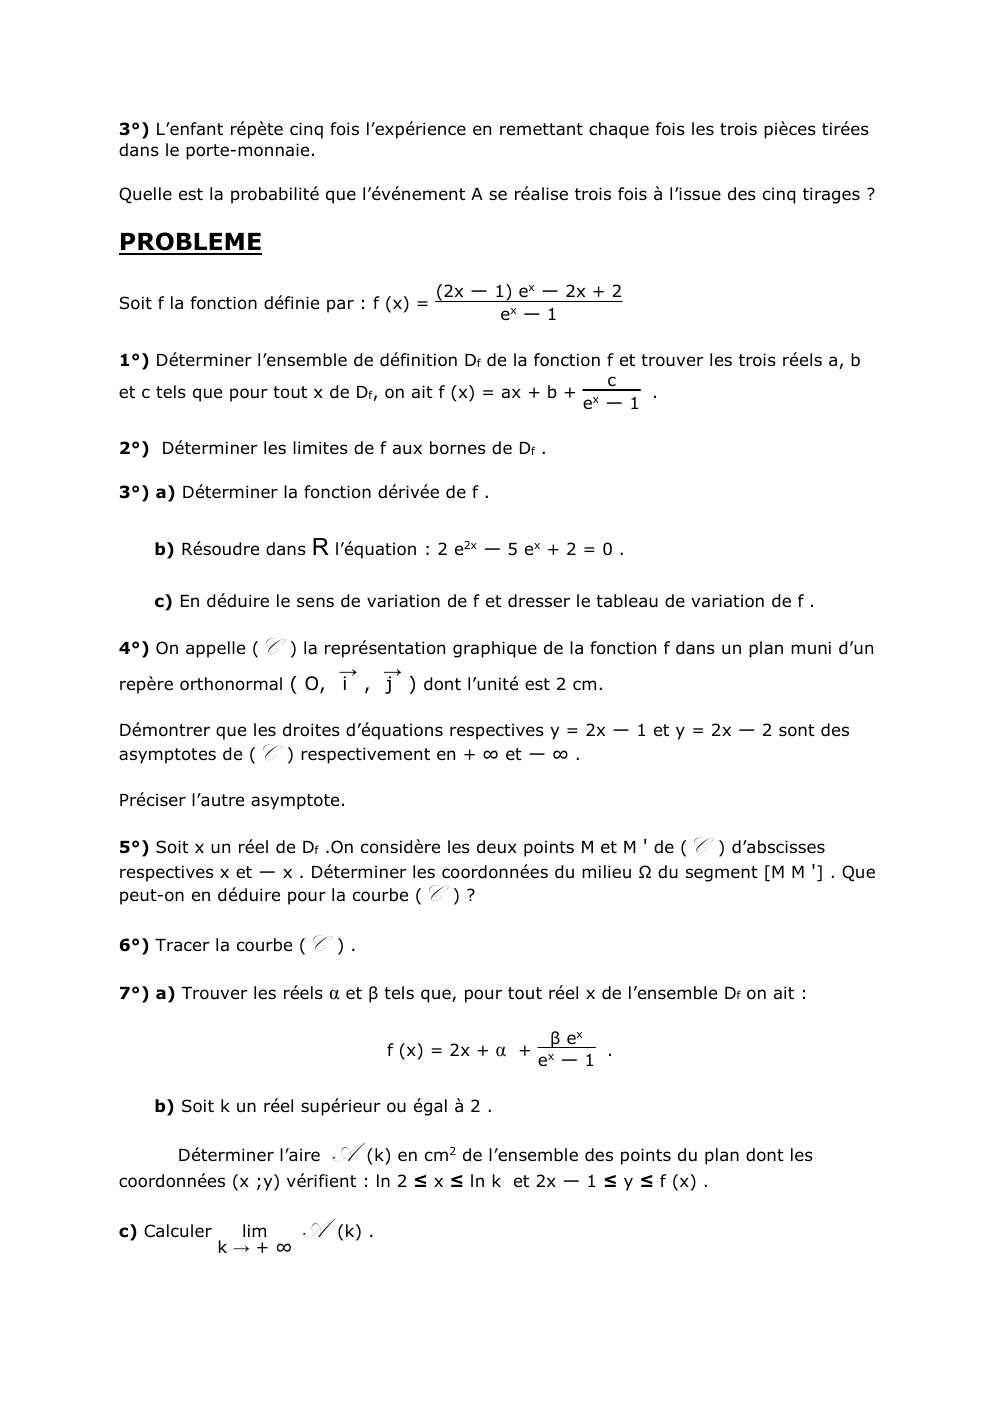 3°) L’enfant répète cinq fois l’expérience en remettant chaque fois les trois pièces tirées
dans le porte-monnaie.
Quelle est la probabilité que l’événement A se réalise trois fois à l’issue des cinq tirages ?
PROBLEME
Soit f la fonction définie par : f (x) = \frac{(2x — 1) e^x — 2x + 2}{e^x — 1}
1°) Déterminer l’ensemble de définition D_f de la fonction f et trouver les trois réels a, b
et c tels que pour tout x de D_f, on ait f (x) = ax + b + \frac{c}{e^x — 1} .
2°) Déterminer les limites de f aux bornes de D_f .
3°) a) Déterminer la fonction dérivée de f .
b) Résoudre dans R l’équation : 2 e^{2x} — 5 e^x + 2 = 0 .
c) En déduire le sens de variation de f et dresser le tableau de variation de f .
4°) On appelle ( 𝒞 ) la représentation graphique de la fonction f dans un plan muni d’un
repère orthonormal ( O, \vec{i} , \vec{j} ) dont l’unité est 2 cm.
Démontrer que les droites d’équations respectives y = 2x — 1 et y = 2x — 2 sont des
asymptotes de ( 𝒞 ) respectivement en + ∞ et — ∞ .
Préciser l’autre asymptote.
5°) Soit x un réel de D_f .On considère les deux points M et M ' de ( 𝒞 ) d’abscisses
respectives x et — x . Déterminer les coordonnées du milieu Ω du segment [M M '] . Que
peut-on en déduire pour la courbe ( 𝒞 ) ?
6°) Tracer la courbe ( 𝒞 ) .
7°) a) Trouver les réels α et β tels que, pour tout réel x de l’ensemble D_f on ait :
f (x) = 2x + α + \frac{β e^x}{e^x — 1} .
b) Soit k un réel supérieur ou égal à 2 .
Déterminer l’aire 𝒜 (k) en cm² de l’ensemble des points du plan dont les
coordonnées (x ;y) vérifient : ln 2 ≤ x ≤ ln k et 2x — 1 ≤ y ≤ f (x) .
c) Calculer lim 𝒜 (k) .
k → + ∞